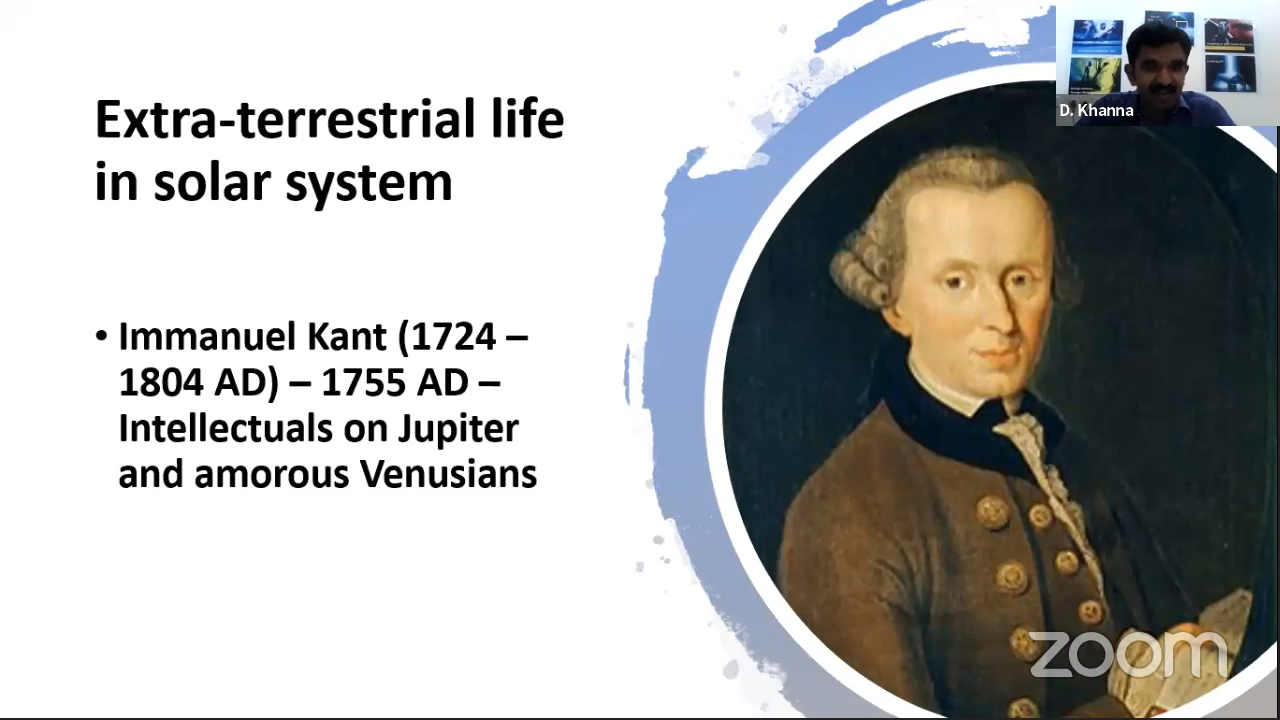 Extra-terrestrial life
in solar system
• Immanuel Kant (1724 –
1804 AD) – 1755 AD –
Intellectuals on Jupiter
and amorous Venusians
D. Khanna
zoom